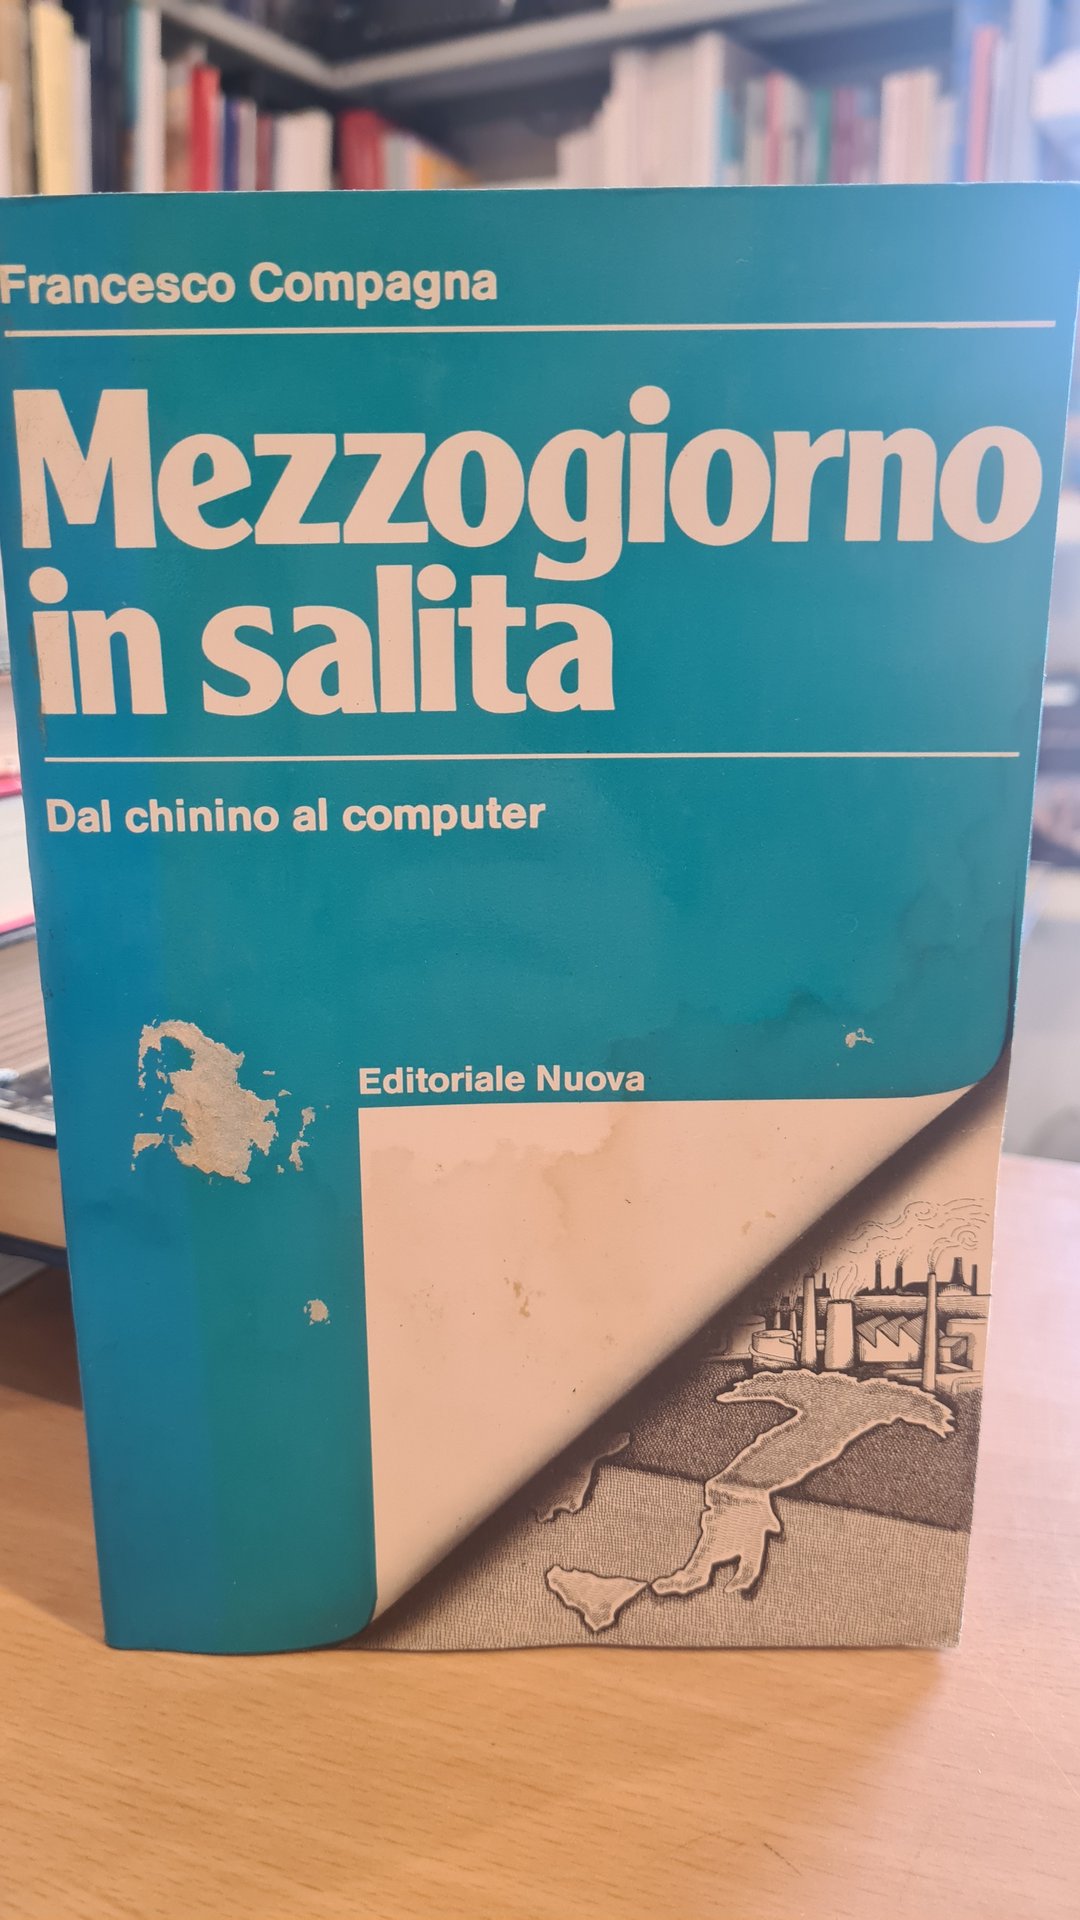 Francesco Compagna
Mezzogiorno
in salita
Dal chinino al computer
Editoriale Nuova